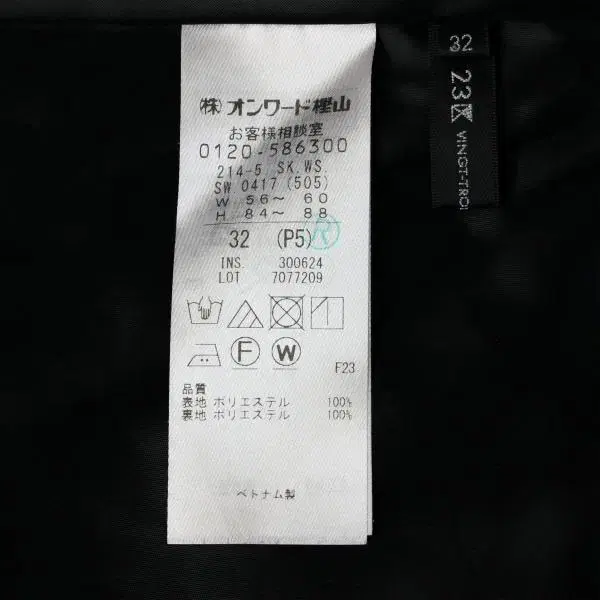 (株)オンワード樫山
お客様相談室
0120-586300
214-5 SK.WS.
SW 0417 (505)
W 56〜 60
H 84〜 88
32 (P5)
R
INS. 300624
LOT 7077209
F
W
F23
品質
表地 ポリエステル 100%
裏地 ポリエステル 100%
ベトナム製
32
23区
VINGT-TROI